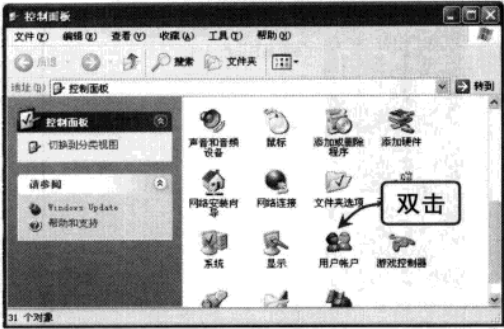 控制面板
文件(F) 编辑(E) 查看(V) 收藏(A) 工具(T) 帮助(H)
后退 搜索 文件夹
地址(D) 控制面板 转到
控制面板
切换到分类视图
请参阅
Windows Update
帮助和支持
声音和音频设备 鼠标 添加或删除程序 添加硬件
网络安装向导 网络连接 文件夹选项
双击
系统 显示 用户帐户 游戏控制器
31 个对象